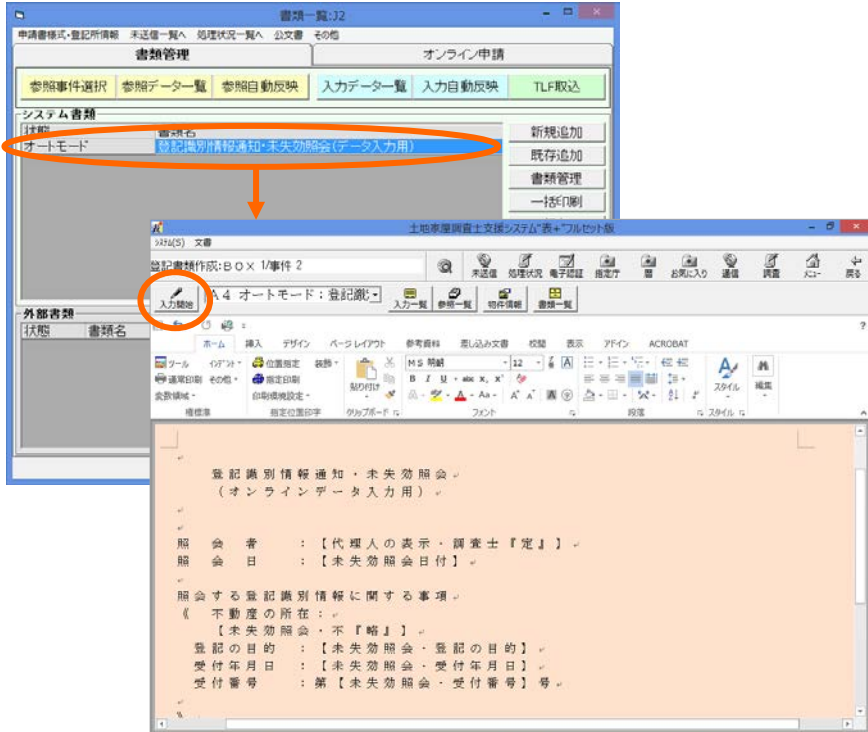 書類一覧:J2
申請書様式・登記所情報 未送信一覧へ 処理状況一覧へ 公文書 その他
書類管理 オンライン申請
参照事件選択 参照データ一覧 参照自動反映 入力データ一覧 入力自動反映 TLF取込
システム書類
状態 書類名
オートモード 登記識別情報通知・未失効照会(データ入力用)
新規追加
既存追加
書類管理
一括印刷
外部書類
状態 書類名
土地家屋調査士支援システム"表+"フルセット版
システム(S) 文書
登記書類作成:BOX 1/事件 2
未送信 処理状況 電子認証 指定庁 暦 お気に入り 通信 調査 メニュー 戻る
入力開始 A4 オートモード:登記識 入力一覧 参照一覧 物件情報 書類一覧
ホーム 挿入 デザイン ページレイアウト 参考資料 差し込み文書 校閲 表示 アドイン ACROBAT
ツール インデント 位置指定 装飾
通常印刷 その他 指定印刷
変数領域 印刷環境設定
貼り付け
MS 明朝 12
スタイル 編集
権標準 指定位置印字 クリップボード フォント 段落 スタイル
登記識別情報通知・未失効照会
(オンラインデータ入力用)
照会者 :【代理人の表示・調査士『定』】
照会日 :【未失効照会日付】
照会する登記識別情報に関する事項
《 不動産の所在:
【未失効照会・不『略』】
登記の目的 :【未失効照会・登記の目的】
受付年月日 :【未失効照会・受付年月日】
受付番号 :第【未失効照会・受付番号】号
》